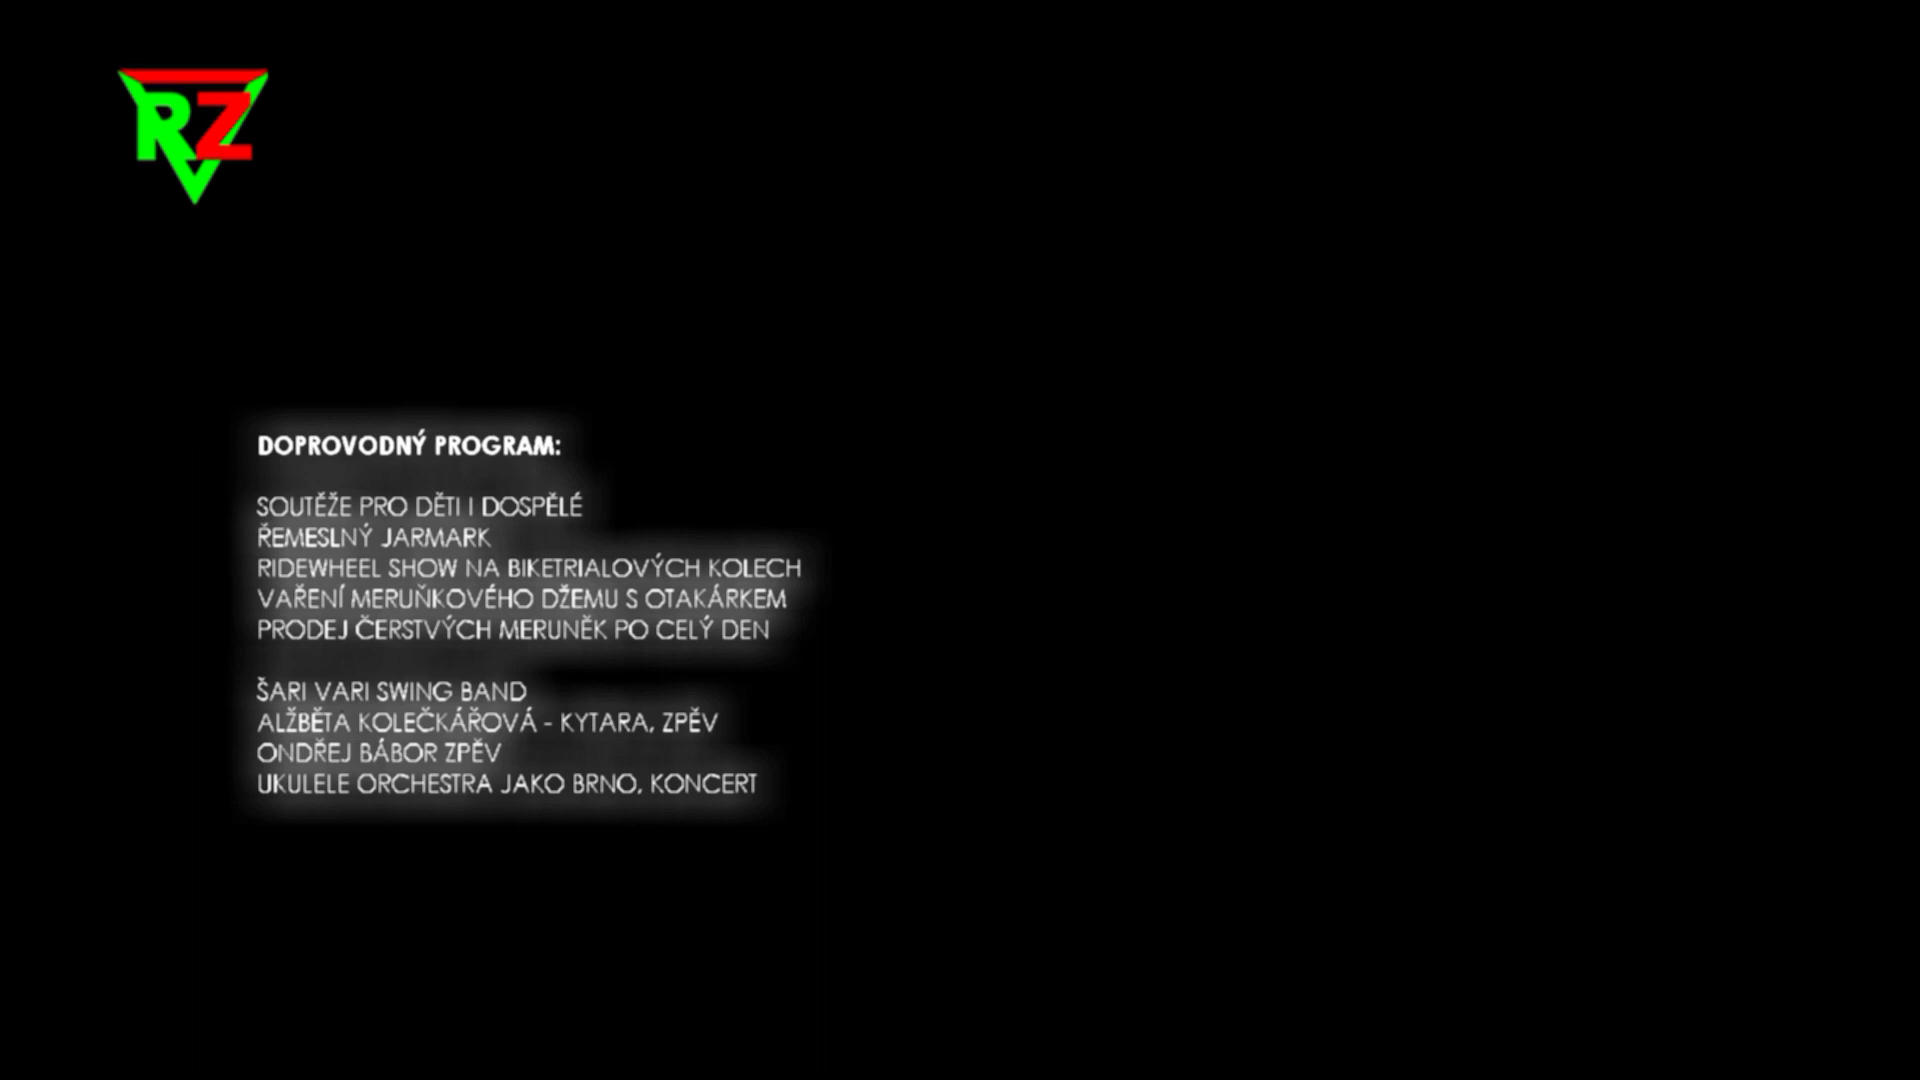 RZ
DOPROVODNÝ PROGRAM:
SOUTĚŽE PRO DĚTI I DOSPĚLÉ
ŘEMESLNÝ JARMARK
RIDEWHEEL SHOW NA BIKETRIALOVÝCH KOLECH
VAŘENÍ MERUŇKOVÉHO DŽEMU S OTAKÁRKEM
PRODEJ ČERSTVÝCH MERUNĚK PO CELÝ DEN
ŠARI VARI SWING BAND
ALŽBĚTA KOLEČKÁŘOVÁ - KYTARA, ZPĚV
ONDŘEJ BÁBOR ZPĚV
UKULELE ORCHESTRA JAKO BRNO, KONCERT